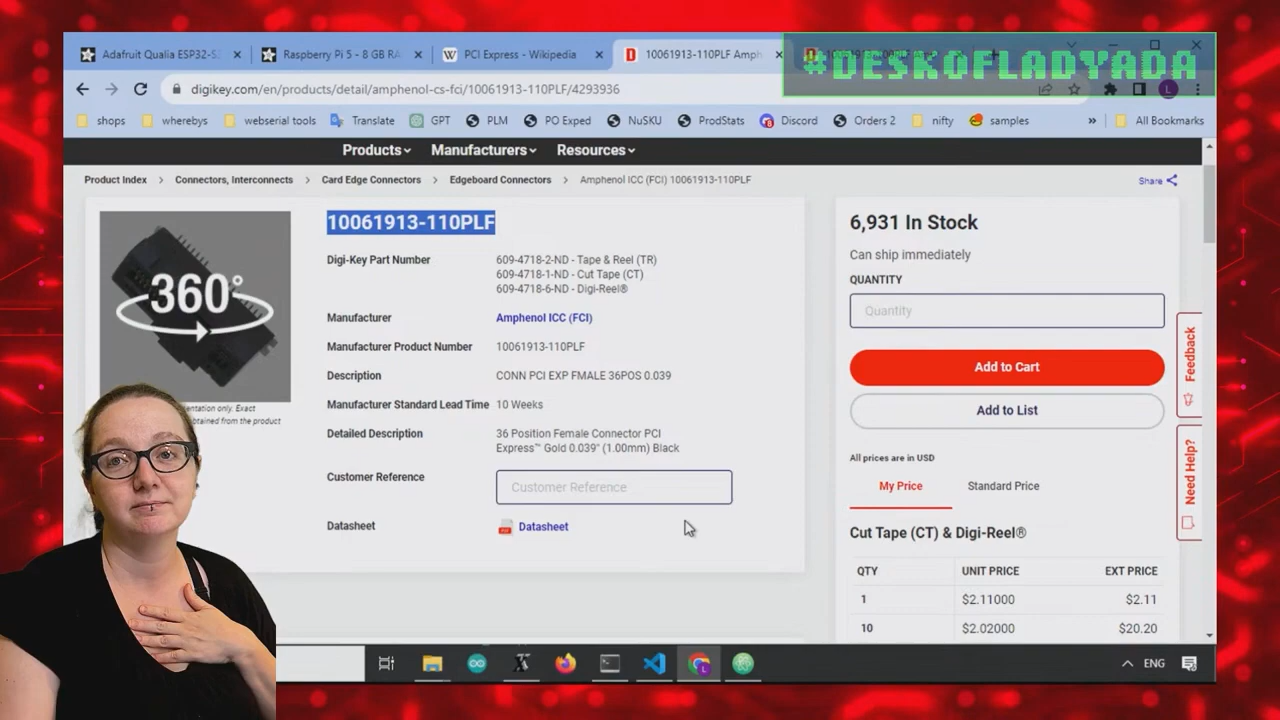 Adafruit Qualia ESP32-S
Raspberry Pi 5 - 8 GB RA
PCI Express - Wikipedia
10061913-110PLF Amph
#DESKOFLADYADA
digikey.com/en/products/detail/amphenol-cs-fci/10061913-110PLF/4293936
L
shops
wherebys
webserial tools
Translate
GPT
PLM
PO Exped
NuSKU
ProdStats
Discord
Orders 2
nifty
samples
»
All Bookmarks
Products
Manufacturers
Resources
Product Index > Connectors, Interconnects > Card Edge Connectors > Edgeboard Connectors > Amphenol ICC (FCI) 10061913-110PLF
Share
360°
entation only. Exact
btained from the product
10061913-110PLF
Digi-Key Part Number
609-4718-2-ND - Tape & Reel (TR)
609-4718-1-ND - Cut Tape (CT)
609-4718-6-ND - Digi-Reel®
Manufacturer
Amphenol ICC (FCI)
Manufacturer Product Number
10061913-110PLF
Description
CONN PCI EXP FMALE 36POS 0.039
Manufacturer Standard Lead Time
10 Weeks
Detailed Description
36 Position Female Connector PCI
Express™ Gold 0.039" (1.00mm) Black
Customer Reference
Customer Reference
Datasheet
Datasheet
6,931 In Stock
Can ship immediately
QUANTITY
Quantity
Add to Cart
Add to List
All prices are in USD
My Price
Standard Price
Cut Tape (CT) & Digi-Reel®
QTY
UNIT PRICE
EXT PRICE
1
$2.11000
$2.11
10
$2.02000
$20.20
Feedback
Need Help?
ENG